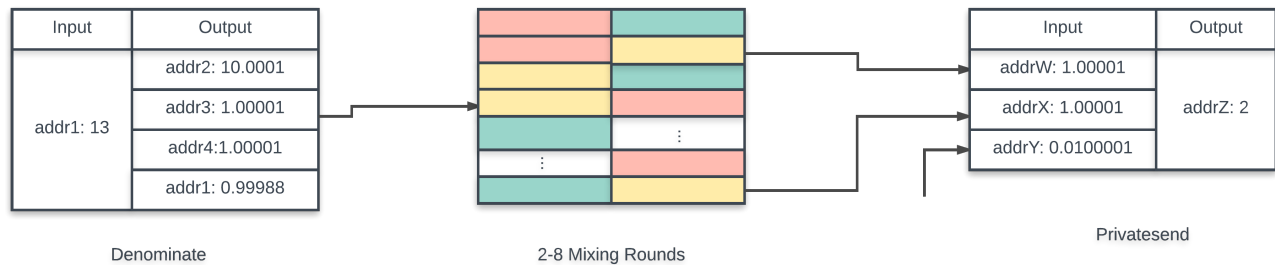 Input
Output
addr1: 13
addr2: 10.0001
addr3: 1.00001
addr4:1.00001
addr1: 0.99988
Denominate
⋮
⋮
2-8 Mixing Rounds
Input
Output
addrW: 1.00001
addrX: 1.00001
addrY: 0.0100001
addrZ: 2
Privatesend